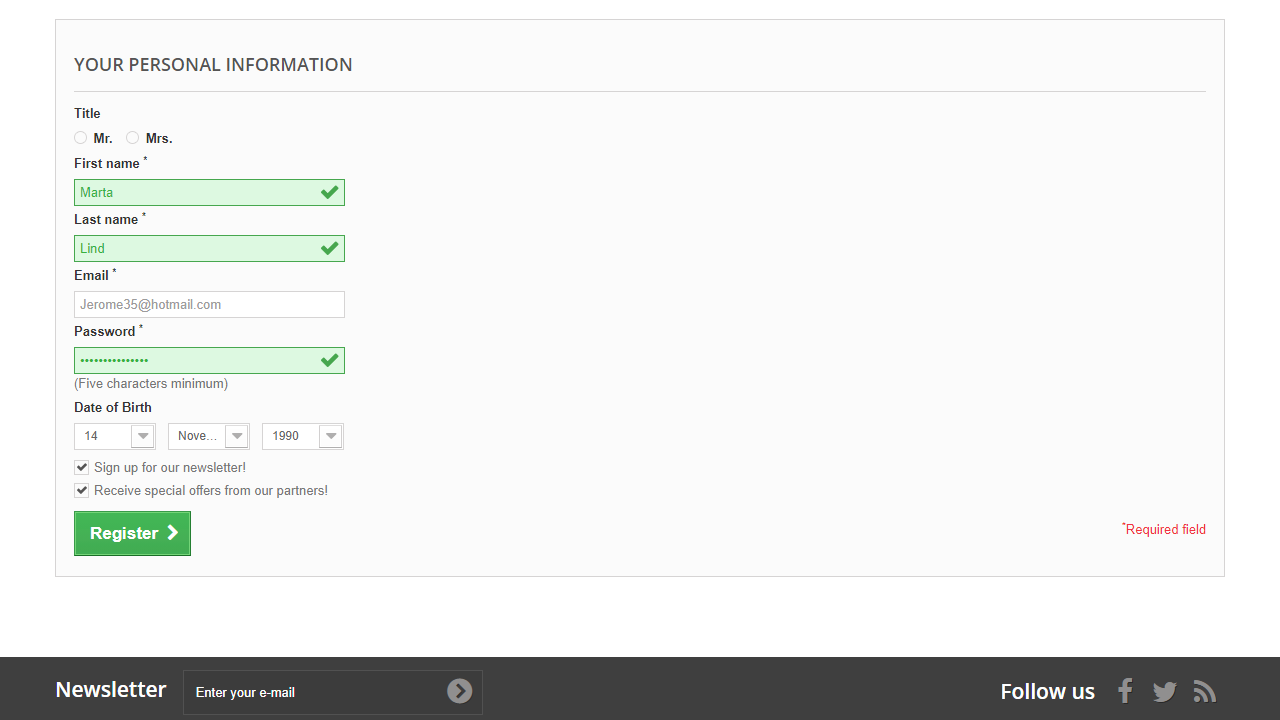 YOUR PERSONAL INFORMATION
Title
Mr. Mrs.
First name *
Marta
Last name *
Lind
Email *
Jerome35@hotmail.com
Password *
•••••••••••••••
(Five characters minimum)
Date of Birth
14 Nove... 1990
Sign up for our newsletter!
Receive special offers from our partners!
Register
*Required field
Newsletter Enter your e-mail Follow us